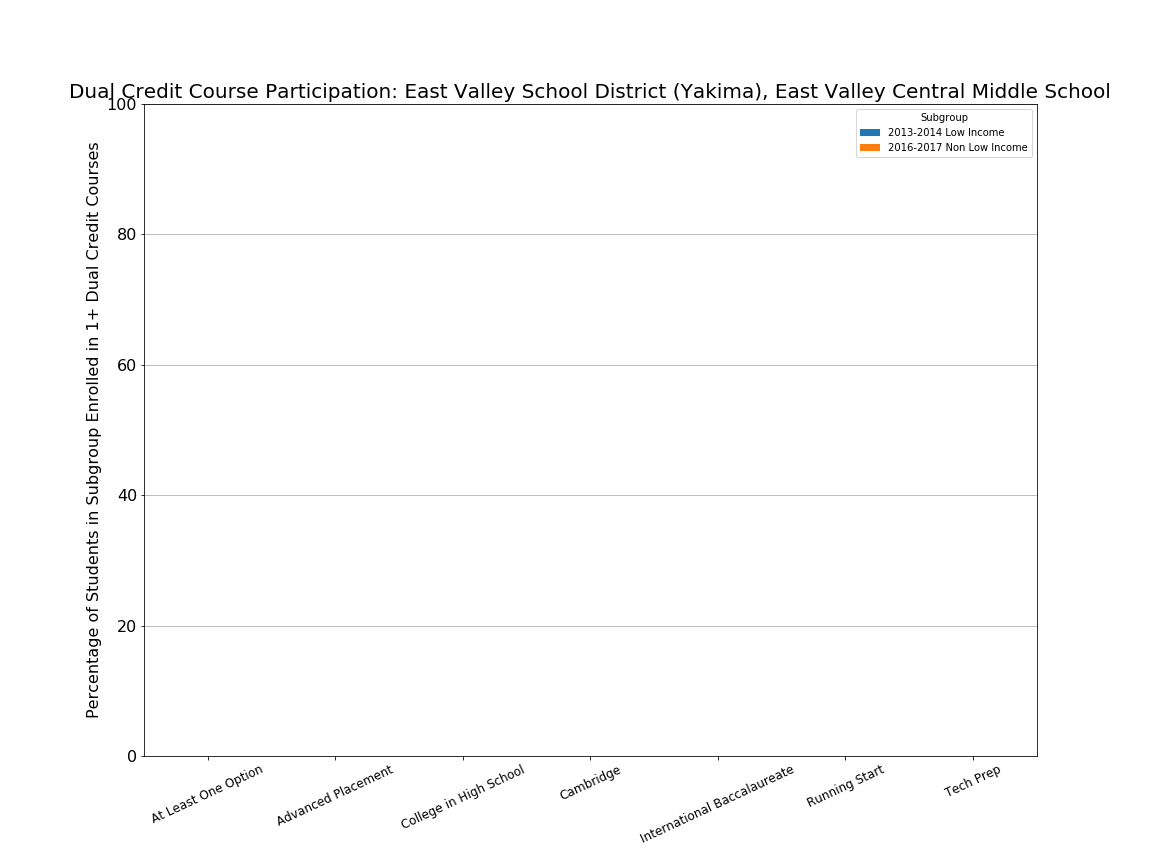 Dual Credit Course Participation: East Valley School District (Yakima), East Valley Central Middle School
Subgroup
2013-2014 Low Income
2016-2017 Non Low Income
Percentage of Students in Subgroup Enrolled in 1+ Dual Credit Courses
100
80
60
40
20
0
At Least One Option
Advanced Placement
College in High School
Cambridge
International Baccalaureate
Running Start
Tech Prep